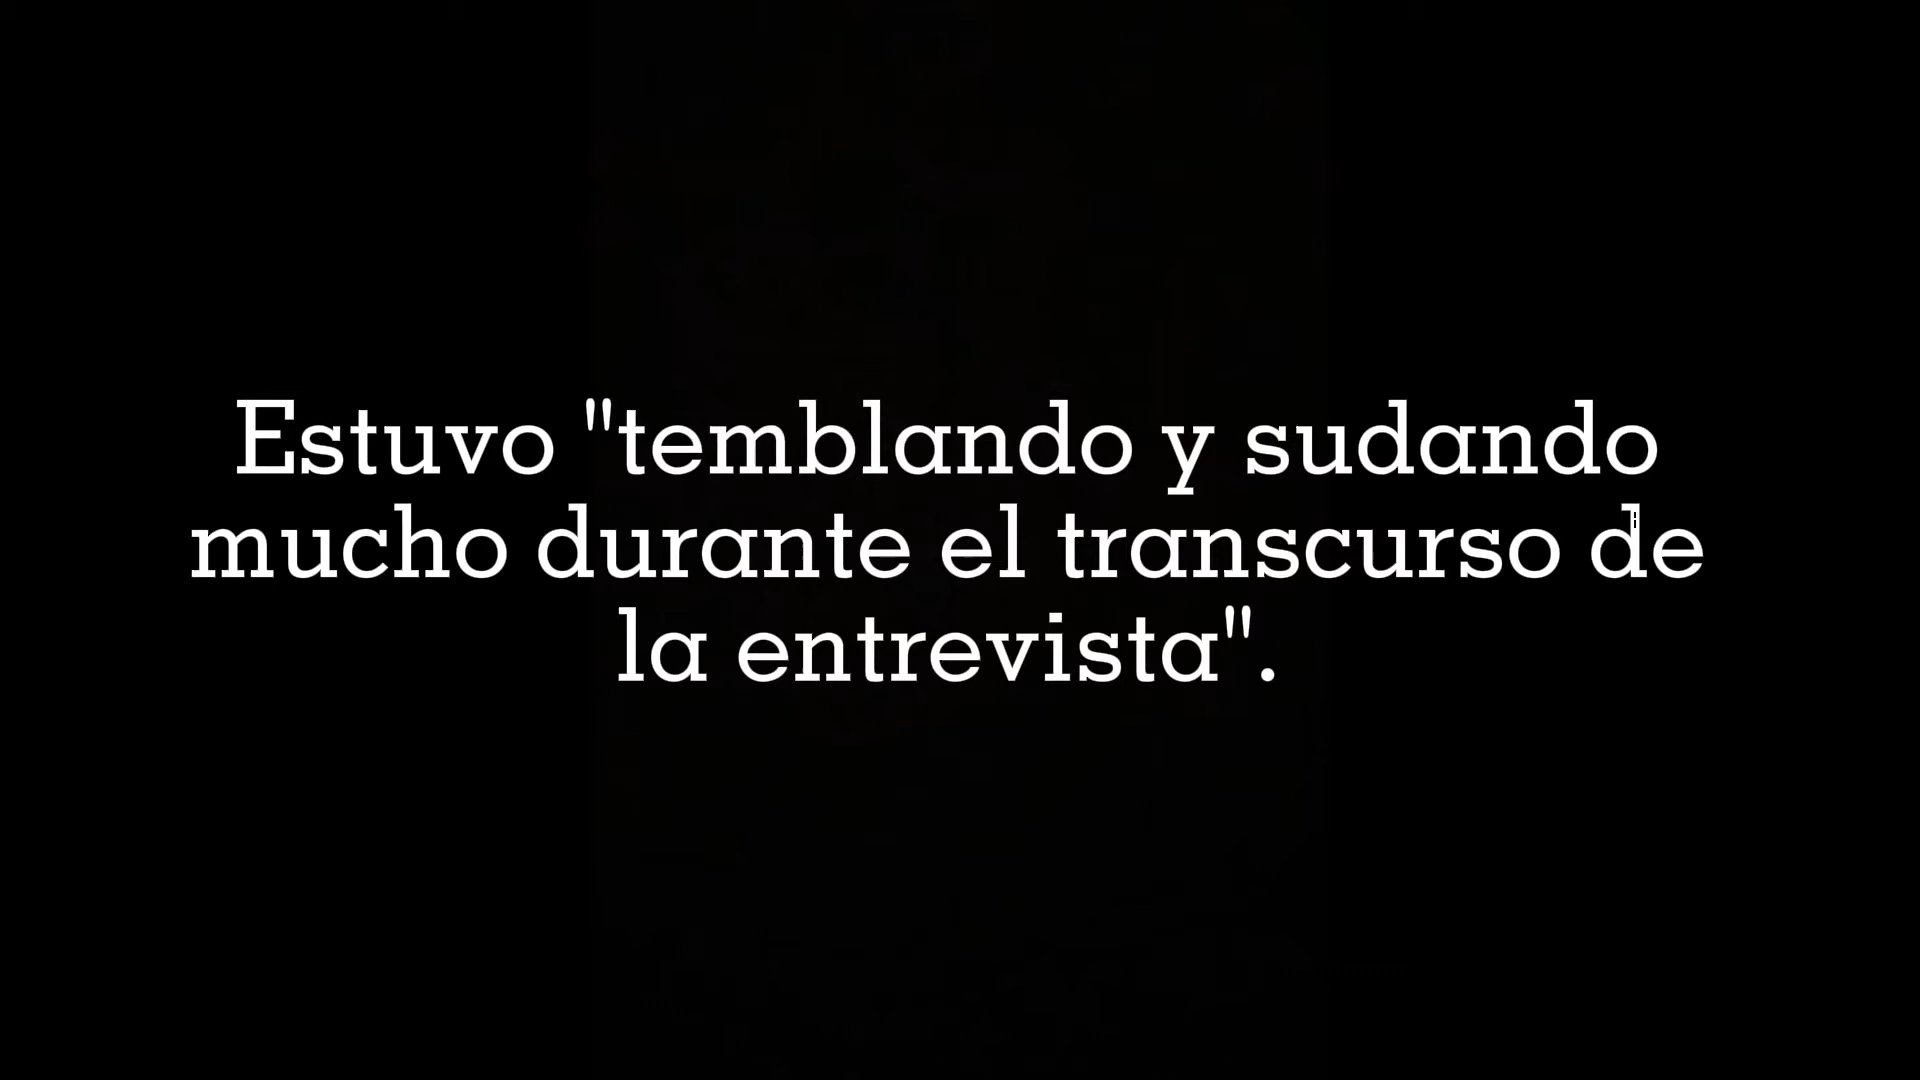 Estuvo "temblando y sudando
mucho durante el transcurso de
la entrevista".